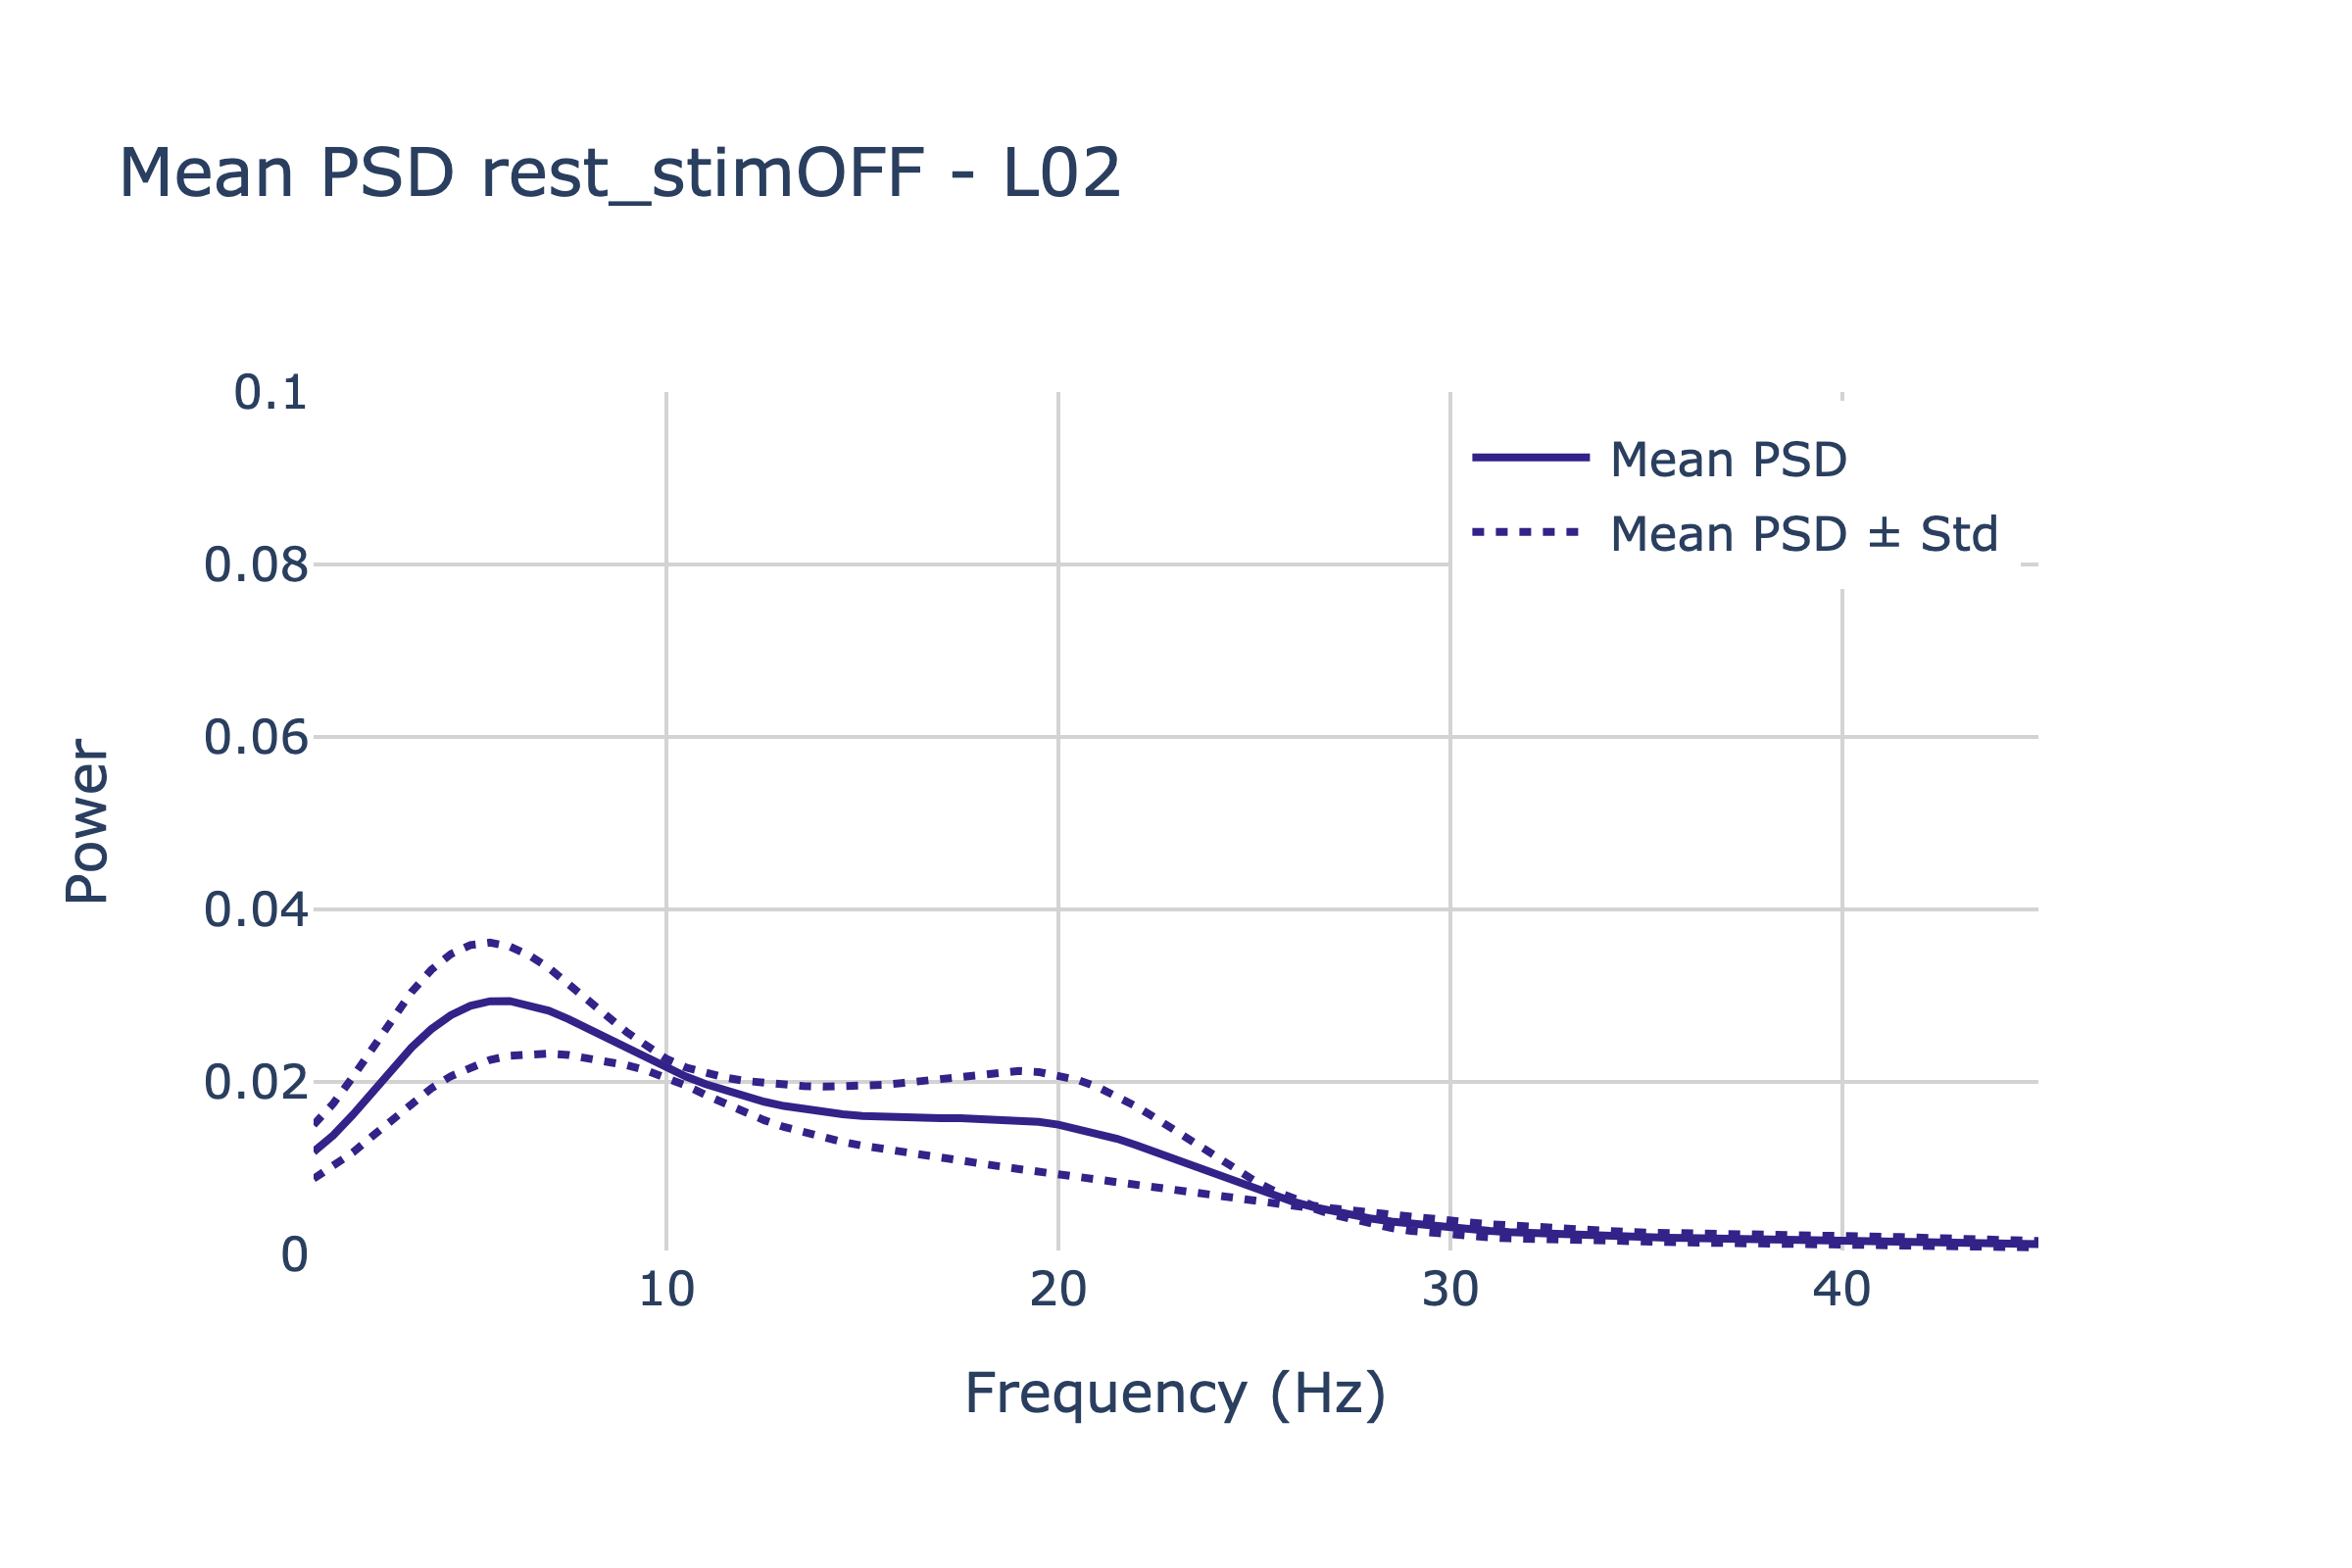 Mean PSD rest_stimOFF - L02
0.1
Mean PSD
Mean PSD ± Std
0.08
0.06
Power
0.04
0.02
0
10 20 30 40
Frequency (Hz)